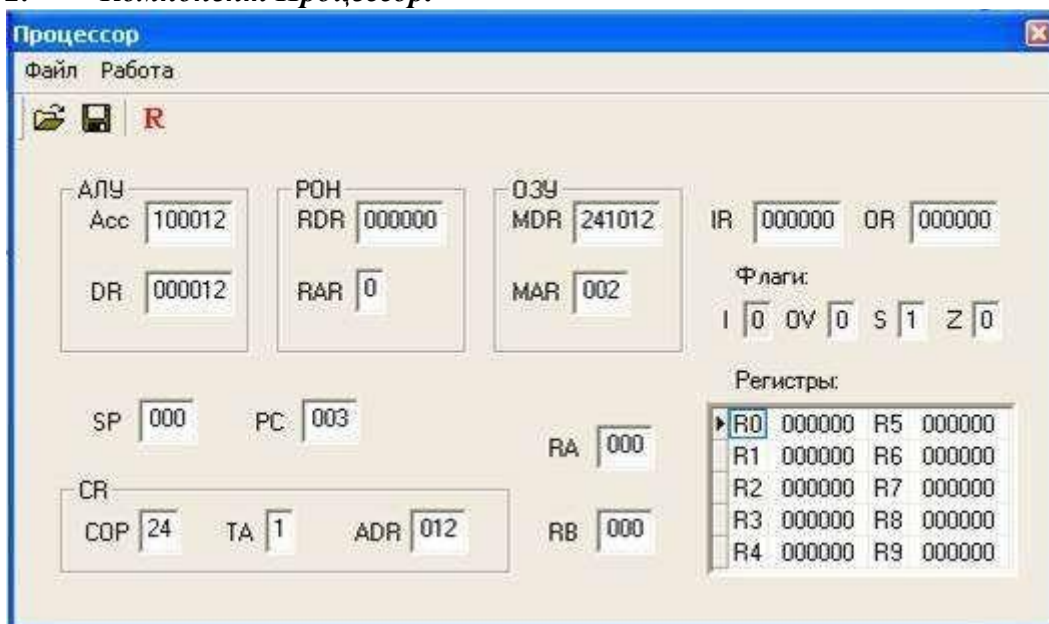 Компонент Процессор.
Процессор
Файл Работа
R
АЛУ РОН ОЗУ
Acc 100012 RDR 000000 MDR 241012 IR 000000 OR 000000
DR 000012 RAR 0 MAR 002 Флаги:
I 0 OV 0 S 1 Z 0
Регистры:
SP 000 PC 003 RA 000
R0 000000 R5 000000
R1 000000 R6 000000
CR R2 000000 R7 000000
COP 24 TA 1 ADR 012 RB 000 R3 000000 R8 000000
R4 000000 R9 000000